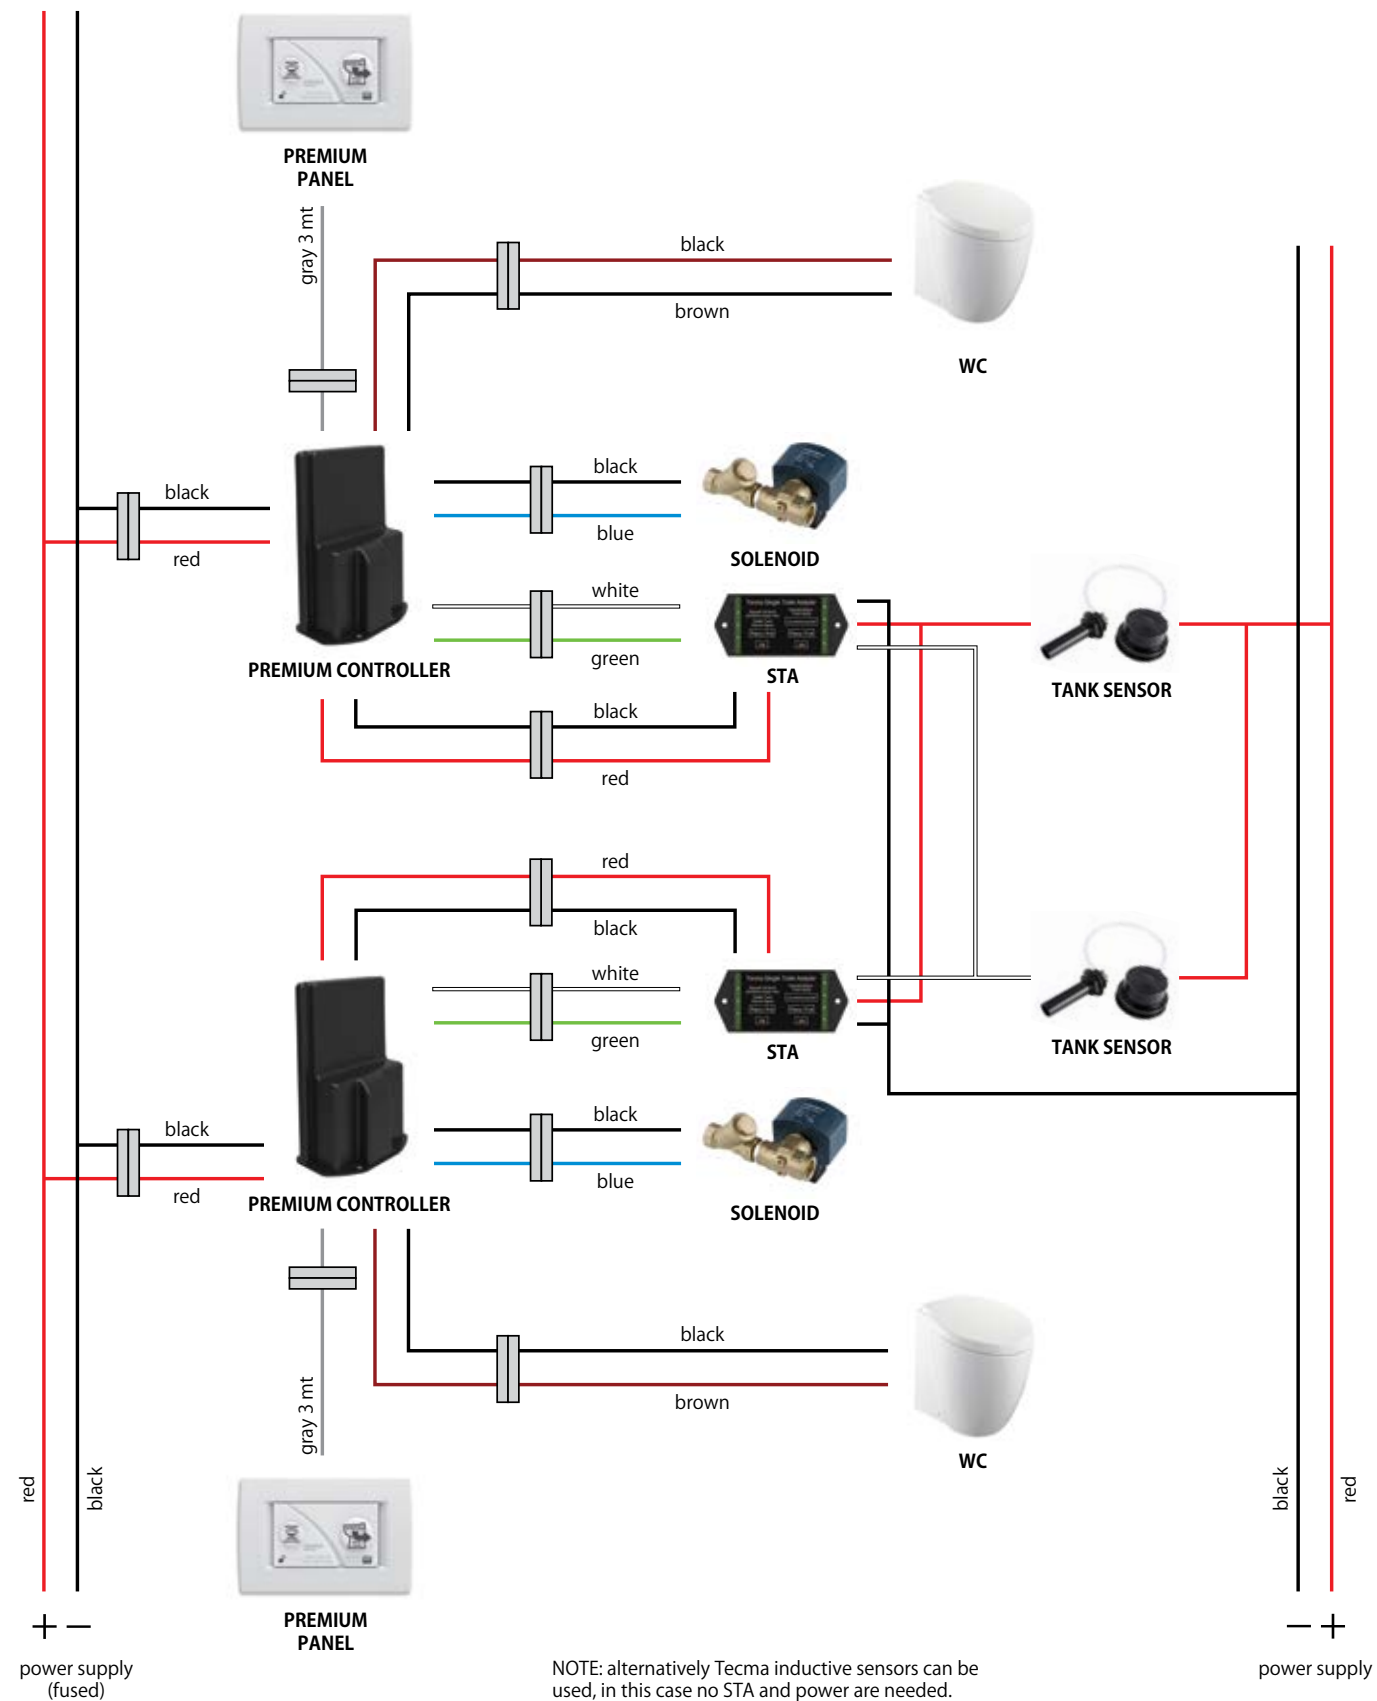 PREMIUM
PANEL
gray 3 mt
black
brown
WC
black
red
black
blue
SOLENOID
white
green
PREMIUM CONTROLLER
STA
TANK SENSOR
black
red
red
black
white
green
STA
TANK SENSOR
black
red
black
blue
PREMIUM CONTROLLER
SOLENOID
gray 3 mt
black
brown
WC
red
black
black
red
PREMIUM
PANEL
+ −
− +
power supply
(fused)
NOTE: alternatively Tecma inductive sensors can be
used, in this case no STA and power are needed.
power supply